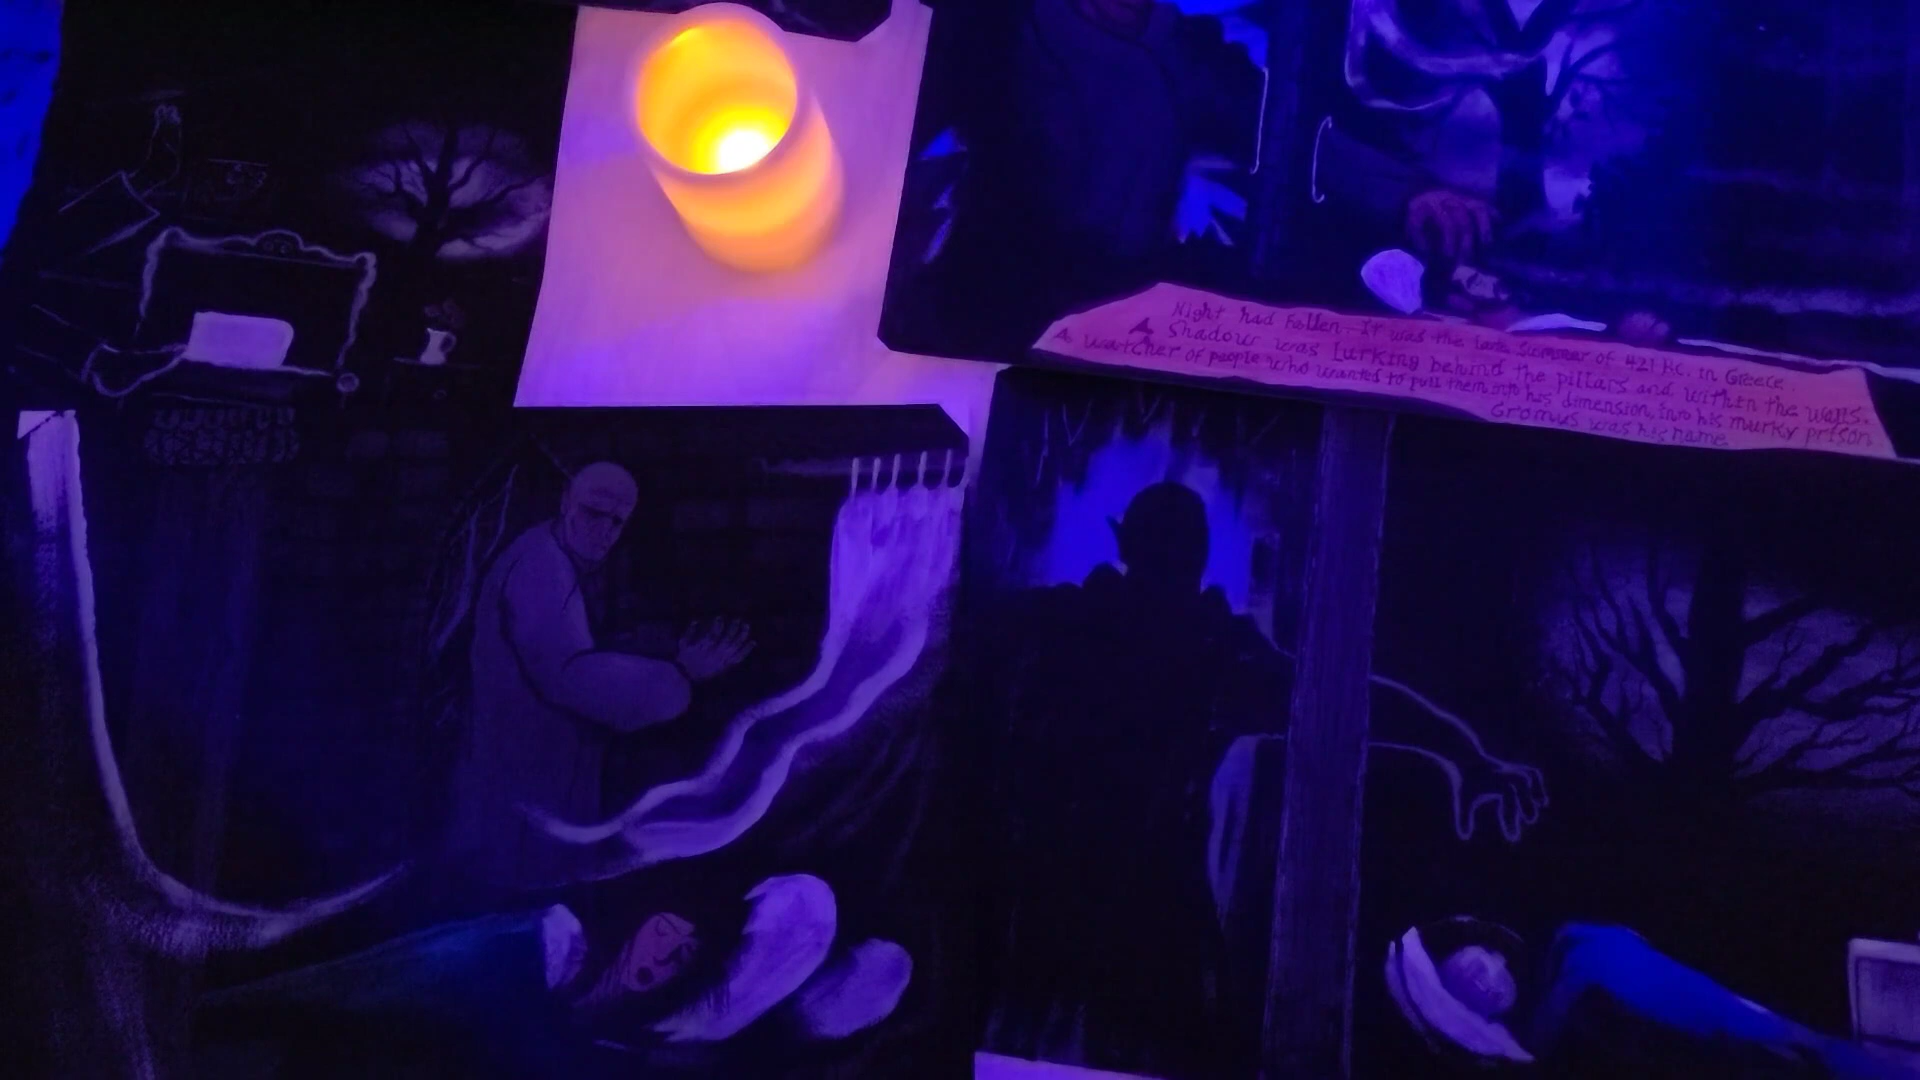 Night had Fallen. It was the late Summer of 421 B.C. in Greece.
A Shadow was Lurking behind the pillars and within the walls.
A watcher of people who wanted to pull them into his dimension, into his murky prison
Gromus was his name.